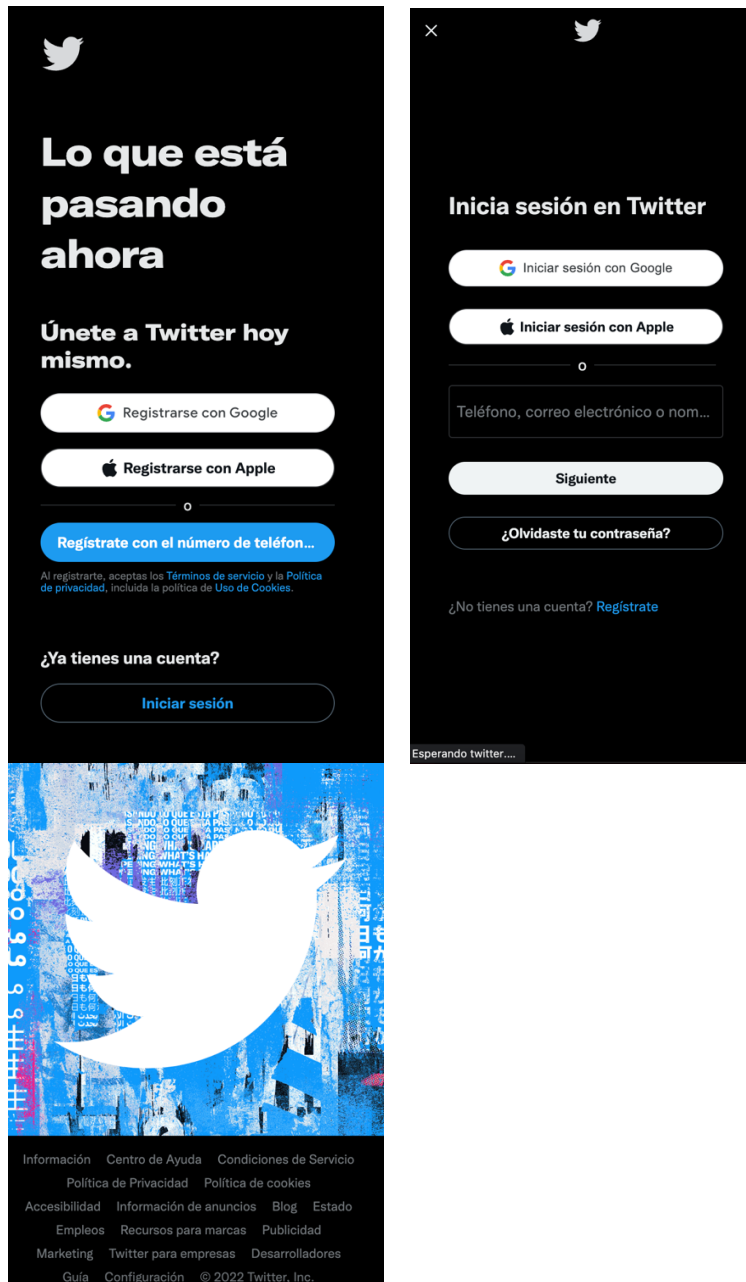 Lo que está
pasando
ahora
Únete a Twitter hoy
mismo.
Registrarse con Google
Registrarse con Apple
o
Regístrate con el número de teléfon...
Al registrarte, aceptas los Términos de servicio y la Política
de privacidad, incluida la política de Uso de Cookies.
¿Ya tienes una cuenta?
Iniciar sesión
Información Centro de Ayuda Condiciones de Servicio
Política de Privacidad Política de cookies
Accesibilidad Información de anuncios Blog Estado
Empleos Recursos para marcas Publicidad
Marketing Twitter para empresas Desarrolladores
Guía Configuración © 2022 Twitter, Inc.
Inicia sesión en Twitter
Iniciar sesión con Google
Iniciar sesión con Apple
o
Teléfono, correo electrónico o nom...
Siguiente
¿Olvidaste tu contraseña?
¿No tienes una cuenta? Regístrate
Esperando twitter....